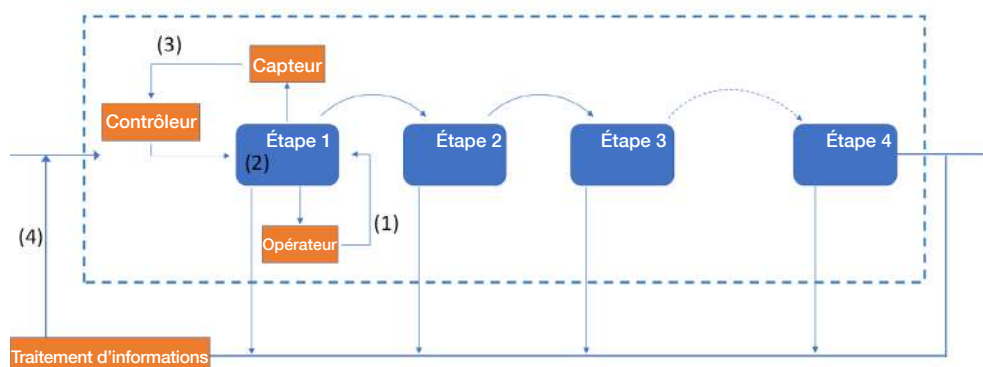 (3)
Capteur
Contrôleur
Étape 1
Étape 2
Étape 3
Étape 4
(2)
(1)
(4)
Opérateur
Traitement d’informations